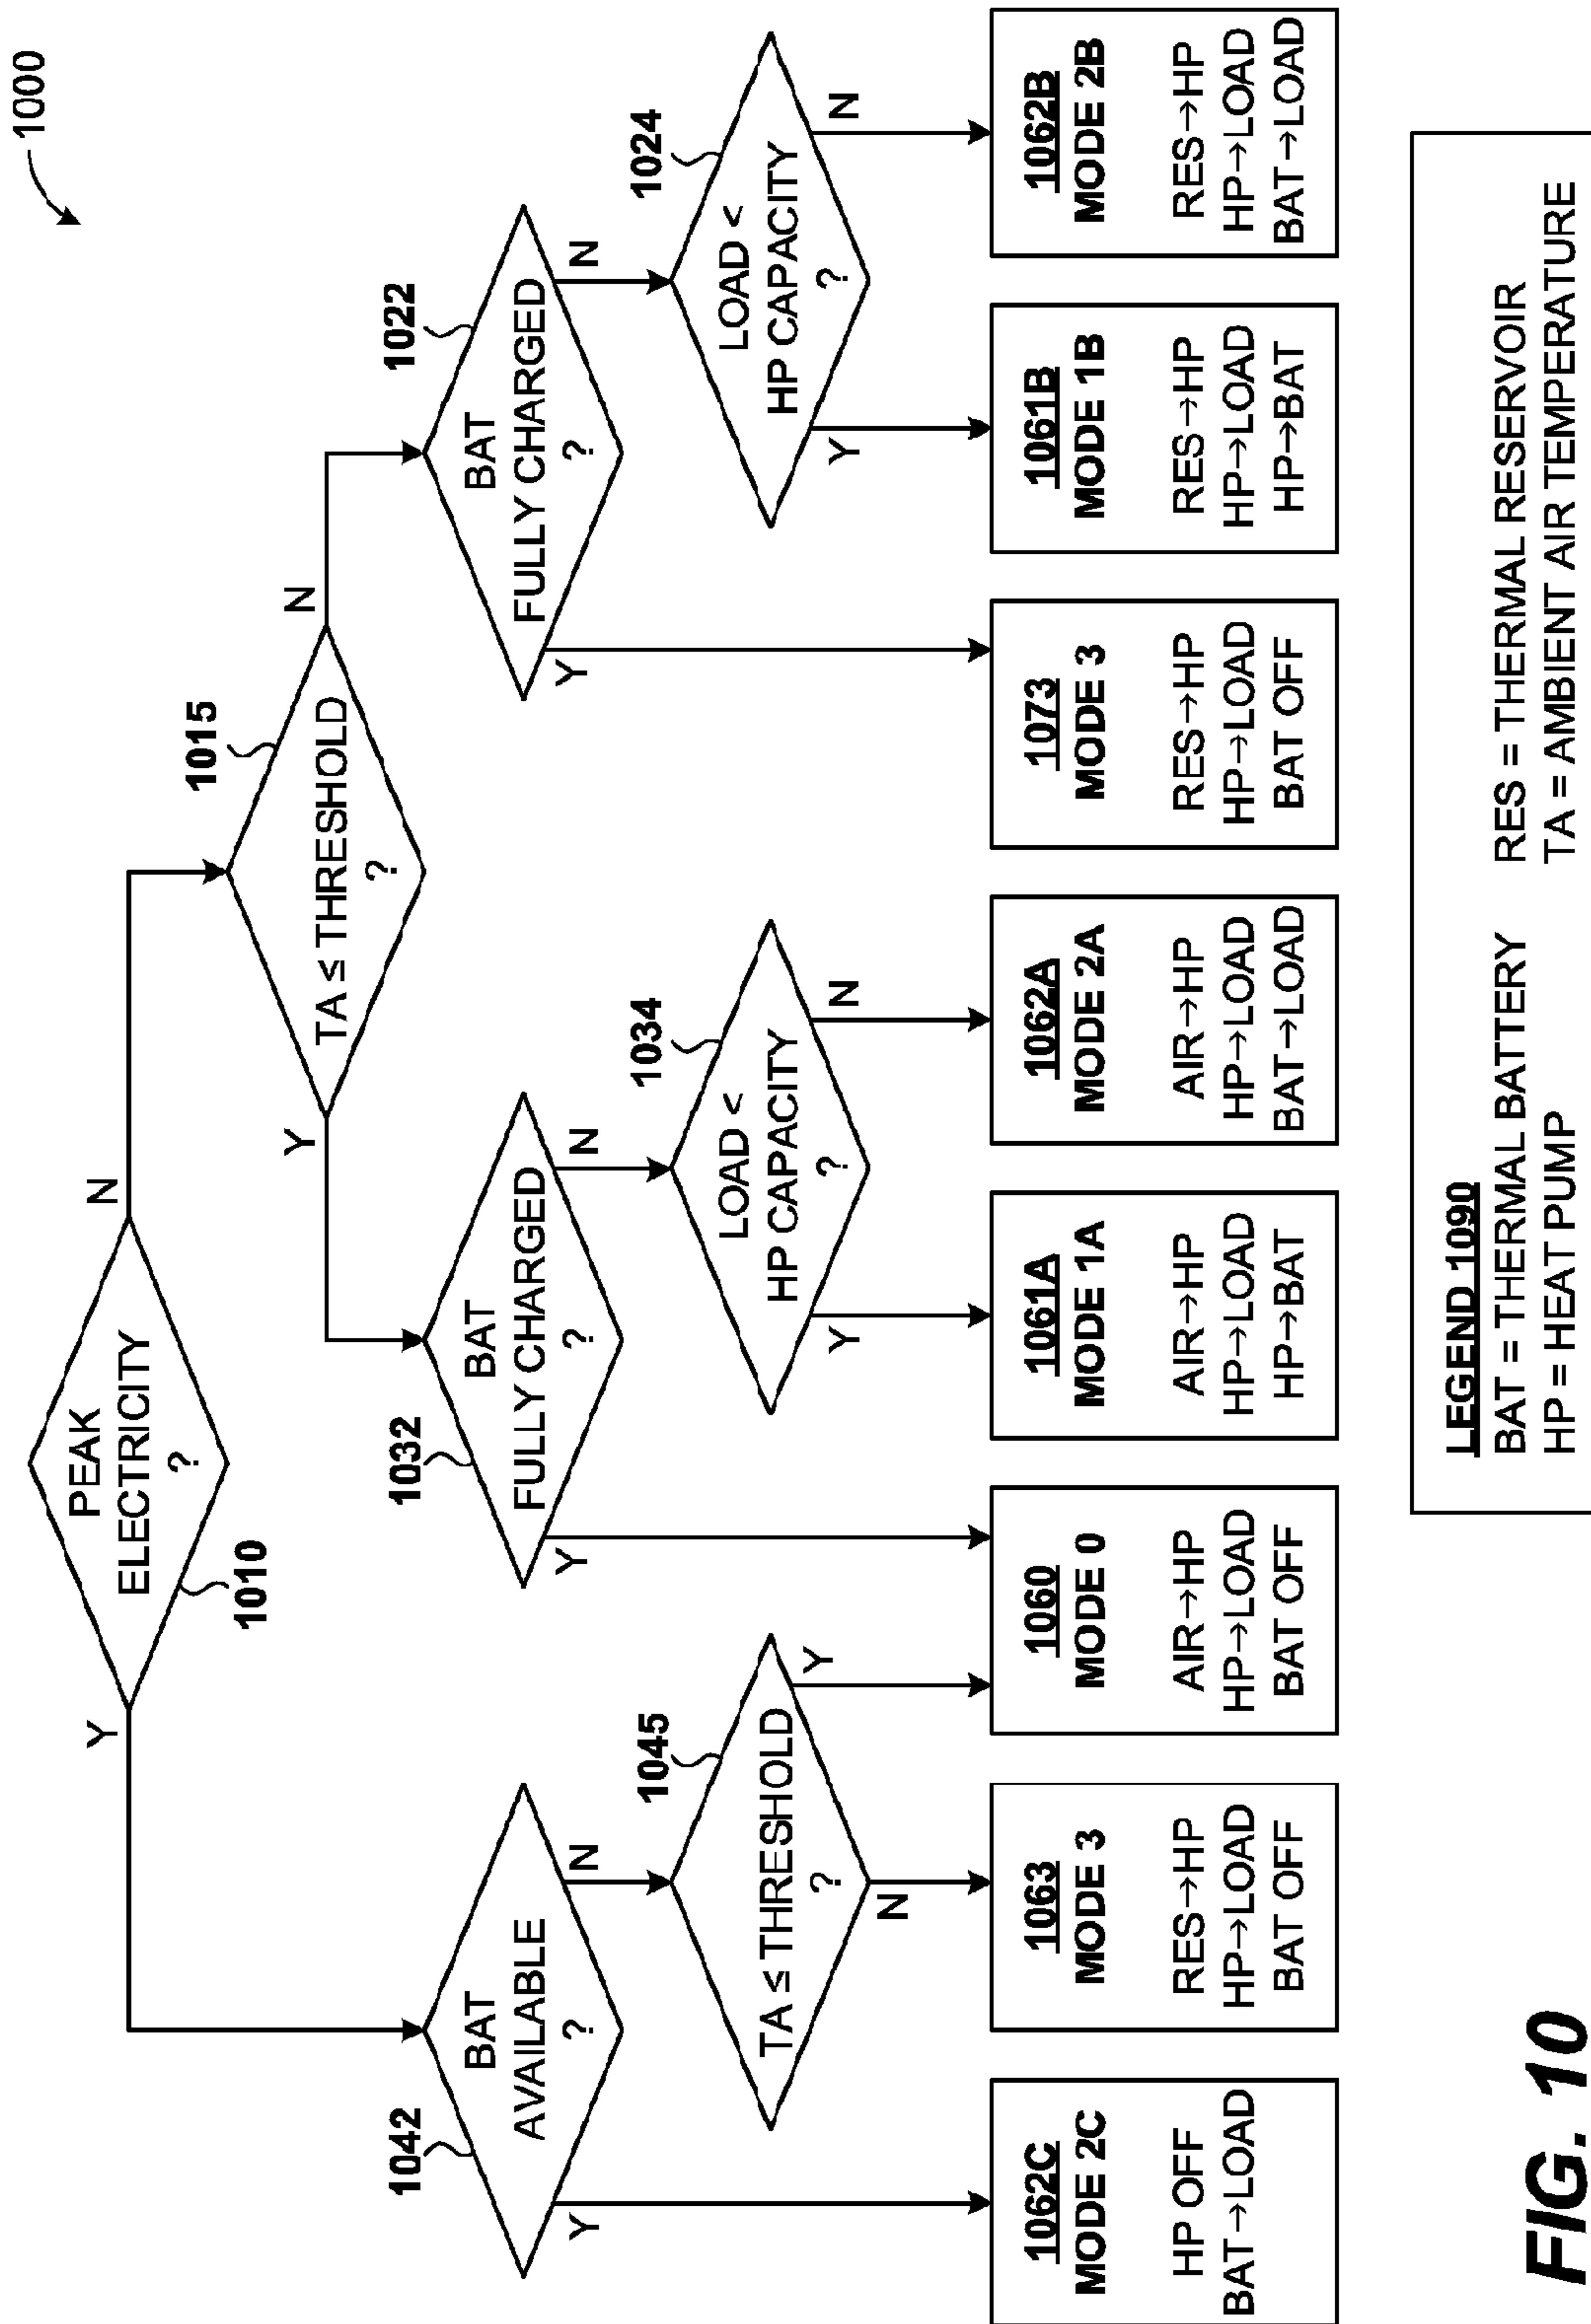 1000
PEAK
ELECTRICITY
?
1010
Y
N
1015
TA ≤ THRESHOLD
?
Y
N
1042
BAT
AVAILABLE
?
Y
N
1032
BAT
FULLY CHARGED
?
Y
N
1022
BAT
FULLY CHARGED
?
Y
N
1045
TA ≤ THRESHOLD
?
N
Y
1034
LOAD <
HP CAPACITY
?
Y
N
1024
LOAD <
HP CAPACITY
?
Y
N
1062C
MODE 2C
HP OFF
BAT→LOAD
1063
MODE 3
RES→HP
HP→LOAD
BAT OFF
1060
MODE 0
AIR→HP
HP→LOAD
BAT OFF
1061A
MODE 1A
AIR→HP
HP→LOAD
HP→BAT
1062A
MODE 2A
AIR→HP
HP→LOAD
BAT→LOAD
1073
MODE 3
RES→HP
HP→LOAD
BAT OFF
1061B
MODE 1B
RES→HP
HP→LOAD
HP→BAT
1062B
MODE 2B
RES→HP
HP→LOAD
BAT→LOAD
LEGEND 1090
BAT = THERMAL BATTERY RES = THERMAL RESERVOIR
HP = HEAT PUMP TA = AMBIENT AIR TEMPERATURE
FIG. 10